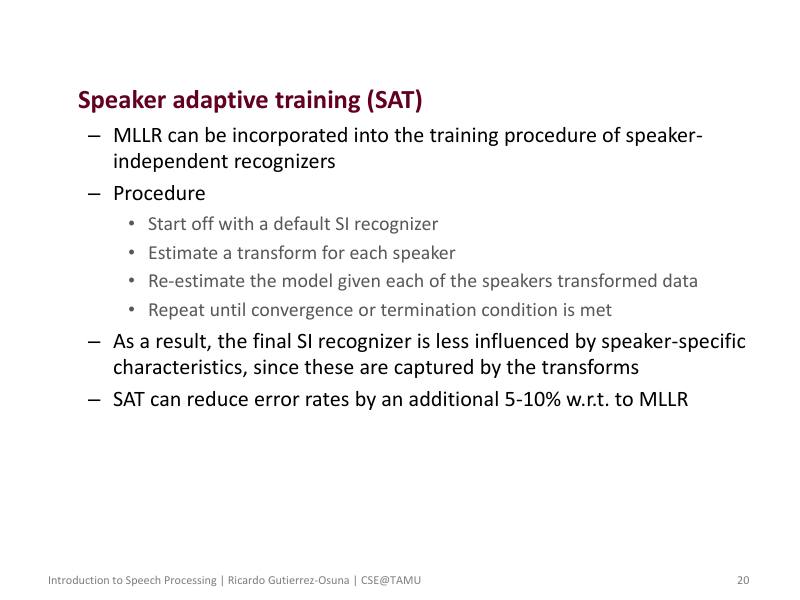 Speaker adaptive training (SAT)
– MLLR can be incorporated into the training procedure of speaker-
independent recognizers
– Procedure
• Start off with a default SI recognizer
• Estimate a transform for each speaker
• Re-estimate the model given each of the speakers transformed data
• Repeat until convergence or termination condition is met
– As a result, the final SI recognizer is less influenced by speaker-specific
characteristics, since these are captured by the transforms
– SAT can reduce error rates by an additional 5-10% w.r.t. to MLLR
Introduction to Speech Processing | Ricardo Gutierrez-Osuna | CSE@TAMU 20